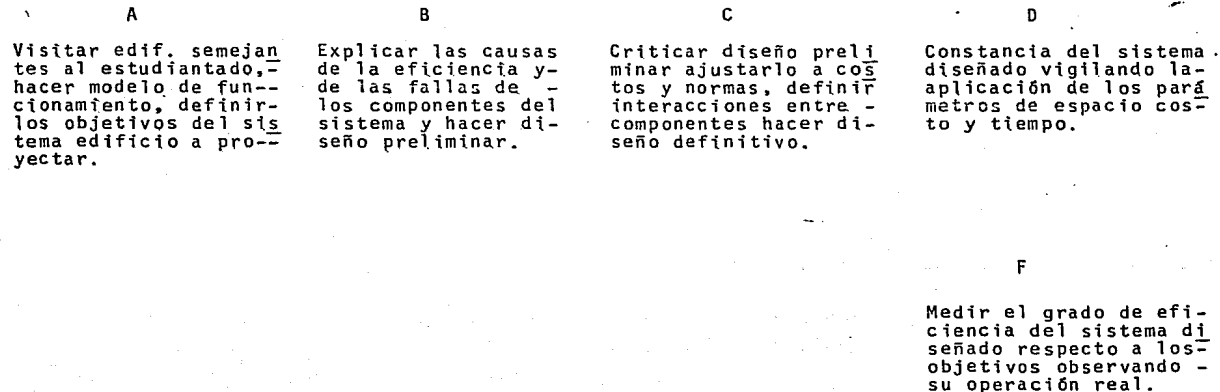 A
Visitar edif. semejan
tes al estudiantado,-
hacer modelo de fun--
cionamiento, definir-
los objetivos del sis
tema edificio a pro--
yectar.
B
Explicar las causas
de la eficiencia y-
de las fallas de -
los componentes del
sistema y hacer di-
seño preliminar.
C
Criticar diseño preli
minar ajustarlo a cos
tos y normas, definir
interacciones entre -
componentes hacer di-
seño definitivo.
D
Constancia del sistema
diseñado vigilando la-
aplicación de los pará
metros de espacio cos-
to y tiempo.
F
Medir el grado de efi-
ciencia del sistema di
señado respecto a los-
objetivos observando -
su operación real.